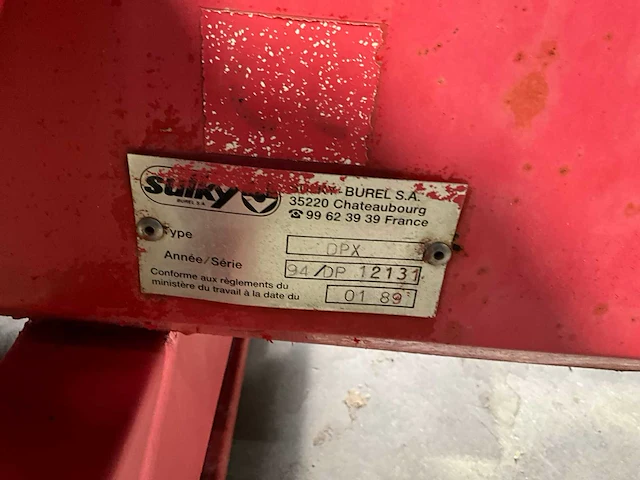 sulky
BUREL S.A.
SULKY-BUREL S.A.
35220 Chateaubourg
☎ 99 62 39 39 France
Type DPX
Année/Série 94/DP 12131
Conforme aux règlements du
ministère du travail à la date du 01 89